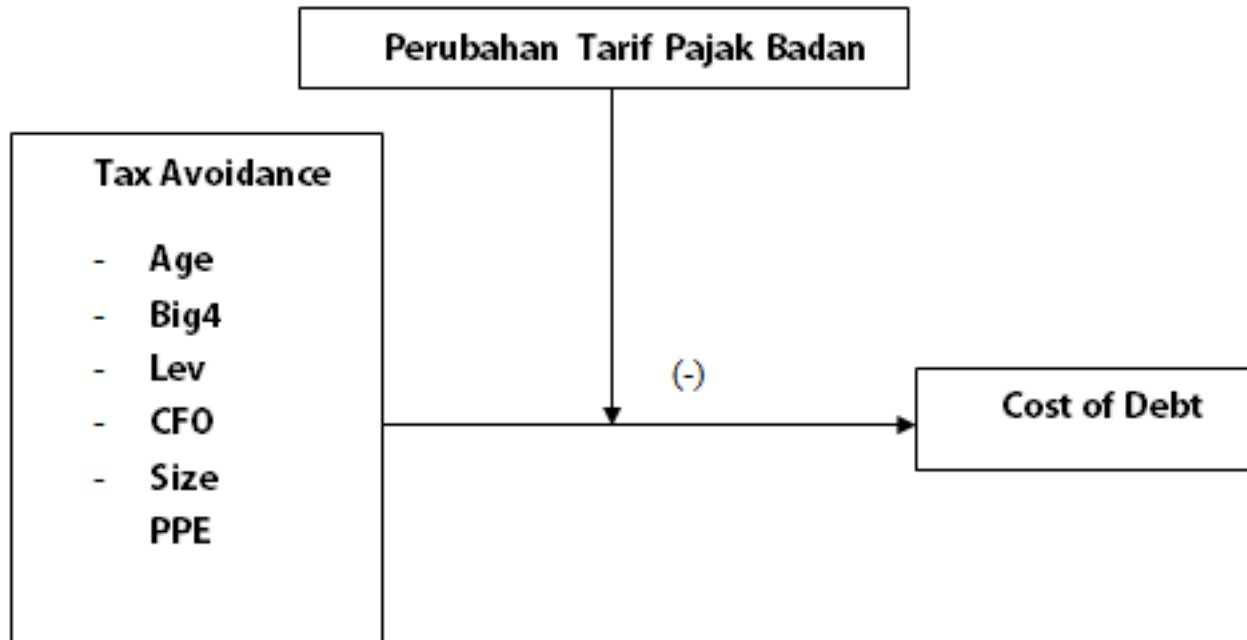 Perubahan Tarif Pajak Badan
Tax Avoidance
- Age
- Big4
- Lev
- CFO
- Size
PPE
(-)
Cost of Debt